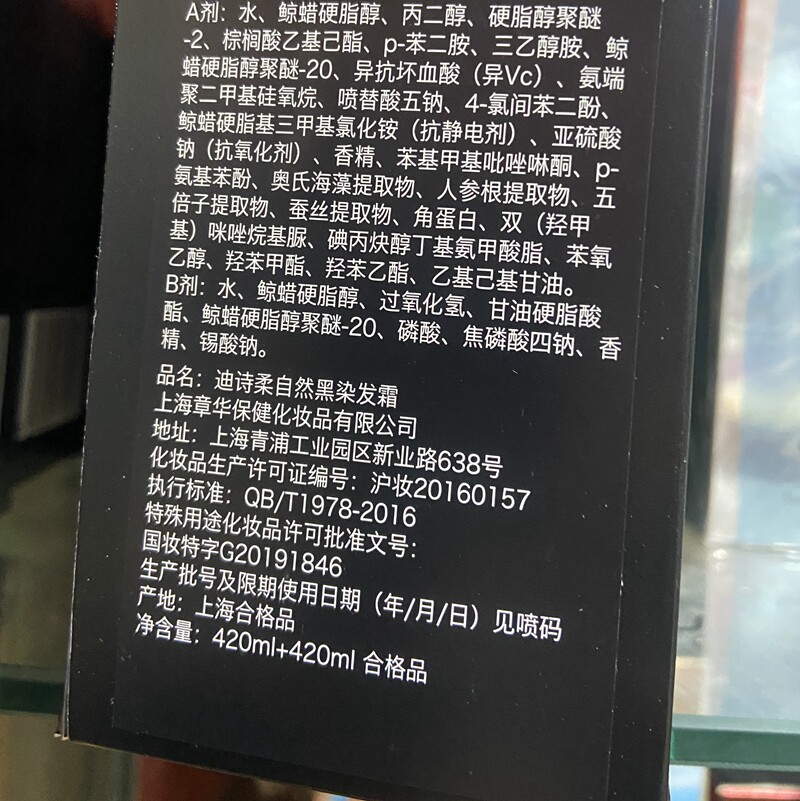 A剂：水、鲸蜡硬脂醇、丙二醇、硬脂醇聚醚
-2、棕榈酸乙基己酯、p-苯二胺、三乙醇胺、鲸
蜡硬脂醇聚醚-20、异抗坏血酸（异Vc）、氨端
聚二甲基硅氧烷、喷替酸五钠、4-氯间苯二酚、
鲸蜡硬脂基三甲基氯化铵（抗静电剂）、亚硫酸
钠（抗氧化剂）、香精、苯基甲基吡唑啉酮、p-
氨基苯酚、奥氏海藻提取物、人参根提取物、五
倍子提取物、蚕丝提取物、角蛋白、双（羟甲
基）咪唑烷基脲、碘丙炔醇丁基氨甲酸脂、苯氧
乙醇、羟苯甲酯、羟苯乙酯、乙基己基甘油。
B剂：水、鲸蜡硬脂醇、过氧化氢、甘油硬脂酸
酯、鲸蜡硬脂醇聚醚-20、磷酸、焦磷酸四钠、香
精、锡酸钠。
品名：迪诗柔自然黑染发霜
上海章华保健化妆品有限公司
地址：上海青浦工业园区新业路638号
化妆品生产许可证编号：沪妆20160157
执行标准：QB/T1978-2016
特殊用途化妆品许可批准文号：
国妆特字G20191846
生产批号及限期使用日期（年/月/日）见喷码
产地：上海合格品
净含量：420ml+420ml 合格品